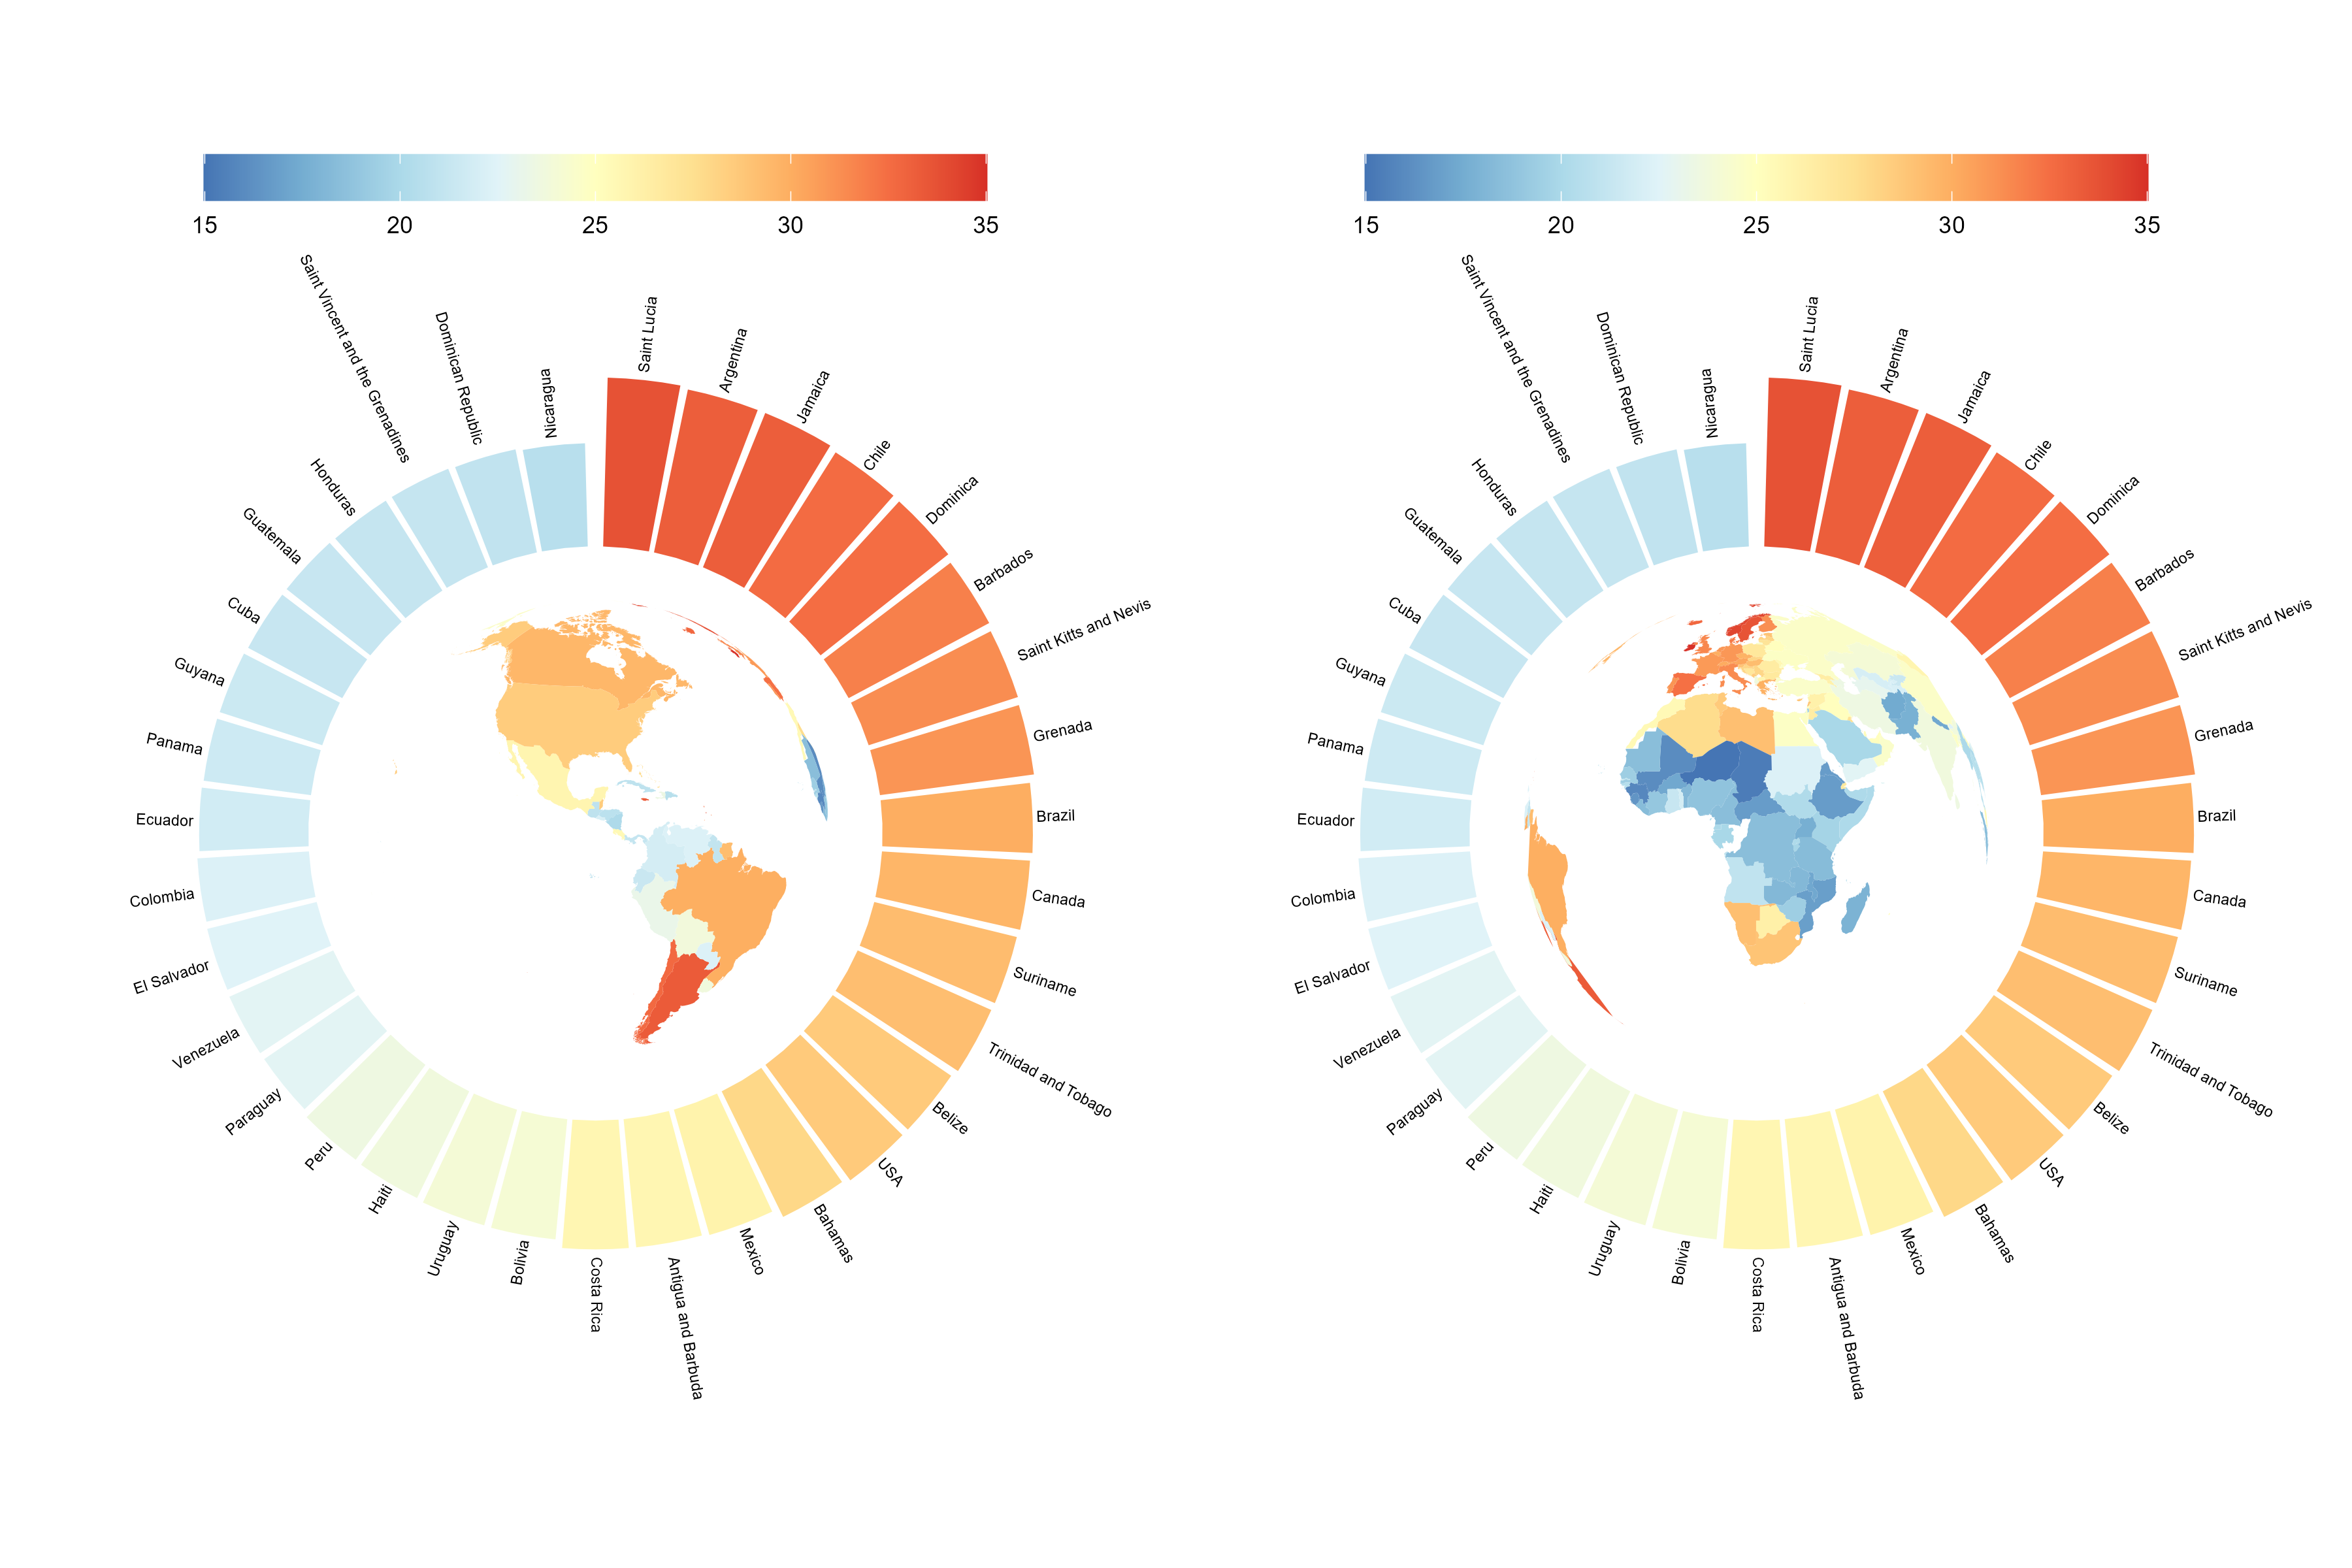 15 20 25 30 35
Saint Lucia
Argentina
Jamaica
Chile
Dominica
Barbados
Saint Kitts and Nevis
Grenada
Brazil
Canada
Suriname
Trinidad and Tobago
Belize
USA
Bahamas
Mexico
Antigua and Barbuda
Costa Rica
Bolivia
Uruguay
Haiti
Peru
Paraguay
Venezuela
El Salvador
Colombia
Ecuador
Panama
Guyana
Cuba
Guatemala
Honduras
Saint Vincent and the Grenadines
Dominican Republic
Nicaragua
15 20 25 30 35
Saint Lucia
Argentina
Jamaica
Chile
Dominica
Barbados
Saint Kitts and Nevis
Grenada
Brazil
Canada
Suriname
Trinidad and Tobago
Belize
USA
Bahamas
Mexico
Antigua and Barbuda
Costa Rica
Bolivia
Uruguay
Haiti
Peru
Paraguay
Venezuela
El Salvador
Colombia
Ecuador
Panama
Guyana
Cuba
Guatemala
Honduras
Saint Vincent and the Grenadines
Dominican Republic
Nicaragua